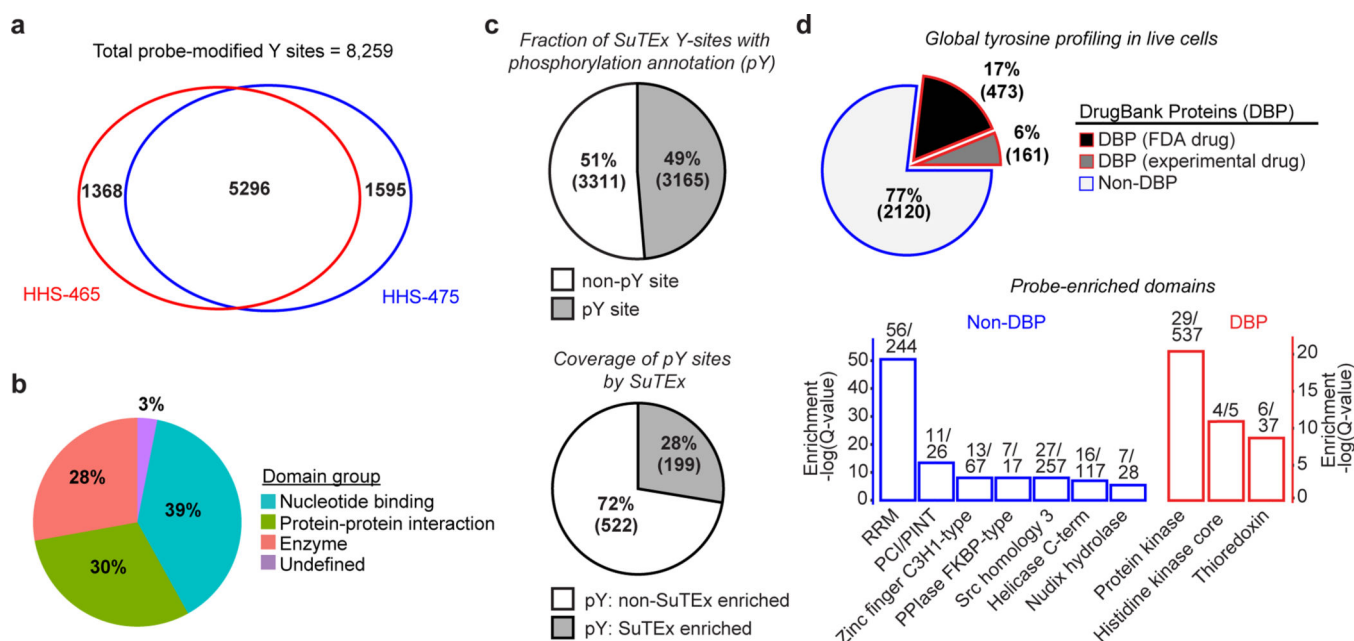 a
Total probe-modified Y sites = 8,259
1368
5296
1595
HHS-465
HHS-475
b
3%
28%
39%
30%
Domain group
Nucleotide binding
Protein-protein interaction
Enzyme
Undefined
c
Fraction of SuTEx Y-sites with
phosphorylation annotation (pY)
51%
(3311)
49%
(3165)
non-pY site
pY site
Coverage of pY sites
by SuTEx
28%
(199)
72%
(522)
pY: non-SuTEx enriched
pY: SuTEx enriched
d
Global tyrosine profiling in live cells
17%
(473)
6%
(161)
77%
(2120)
DrugBank Proteins (DBP)
DBP (FDA drug)
DBP (experimental drug)
Non-DBP
Probe-enriched domains
Non-DBP
DBP
Enrichment
-log(Q-value)
50
40
30
20
10
0
56/
244
11/
26
13/
67
7/
17
27/
257
16/
117
7/
28
RRM
PCI/PINT
Zinc finger C3H1-type
PPIase FKBP-type
Src homology 3
Helicase C-term
Nudix hydrolase
29/
537
4/5
6/
37
Protein kinase
Histidine kinase core
Thioredoxin
20
15
10
5
0
Enrichment
-log(Q-value)